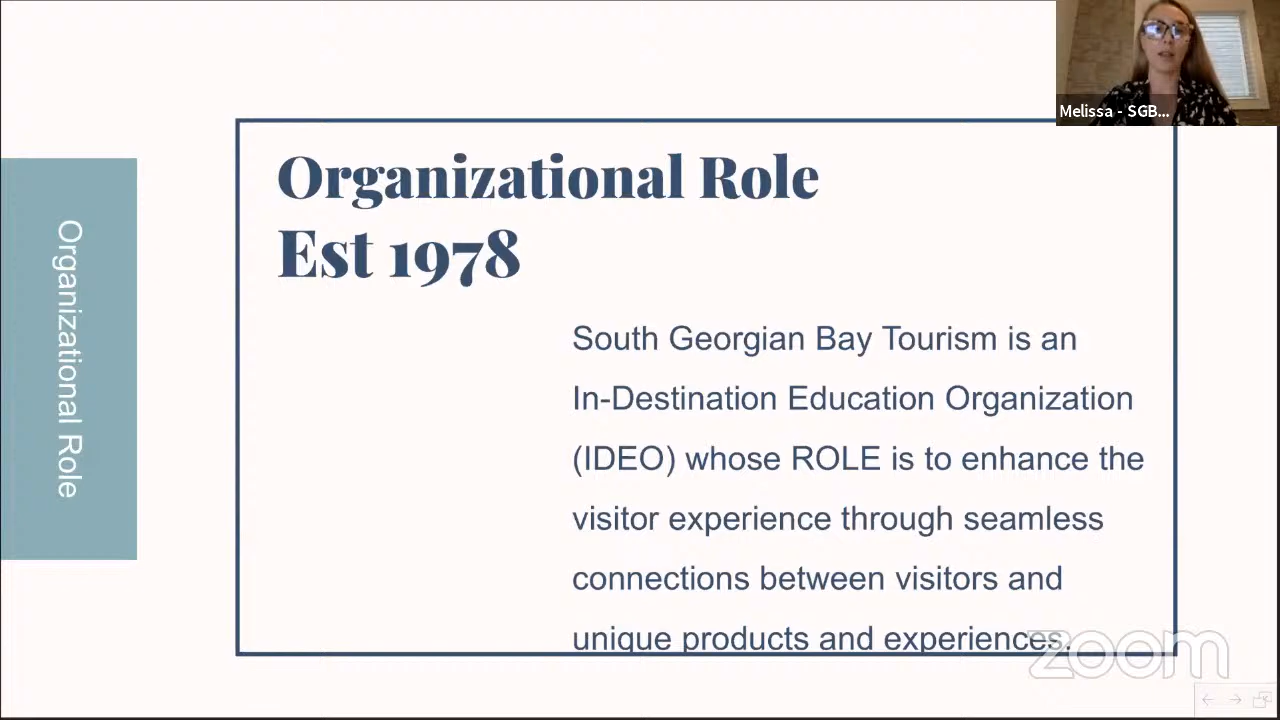 Melissa - SGB...
Organizational Role
Organizational Role
Est 1978
South Georgian Bay Tourism is an
In-Destination Education Organization
(IDEO) whose ROLE is to enhance the
visitor experience through seamless
connections between visitors and
unique products and experiences.
zoom